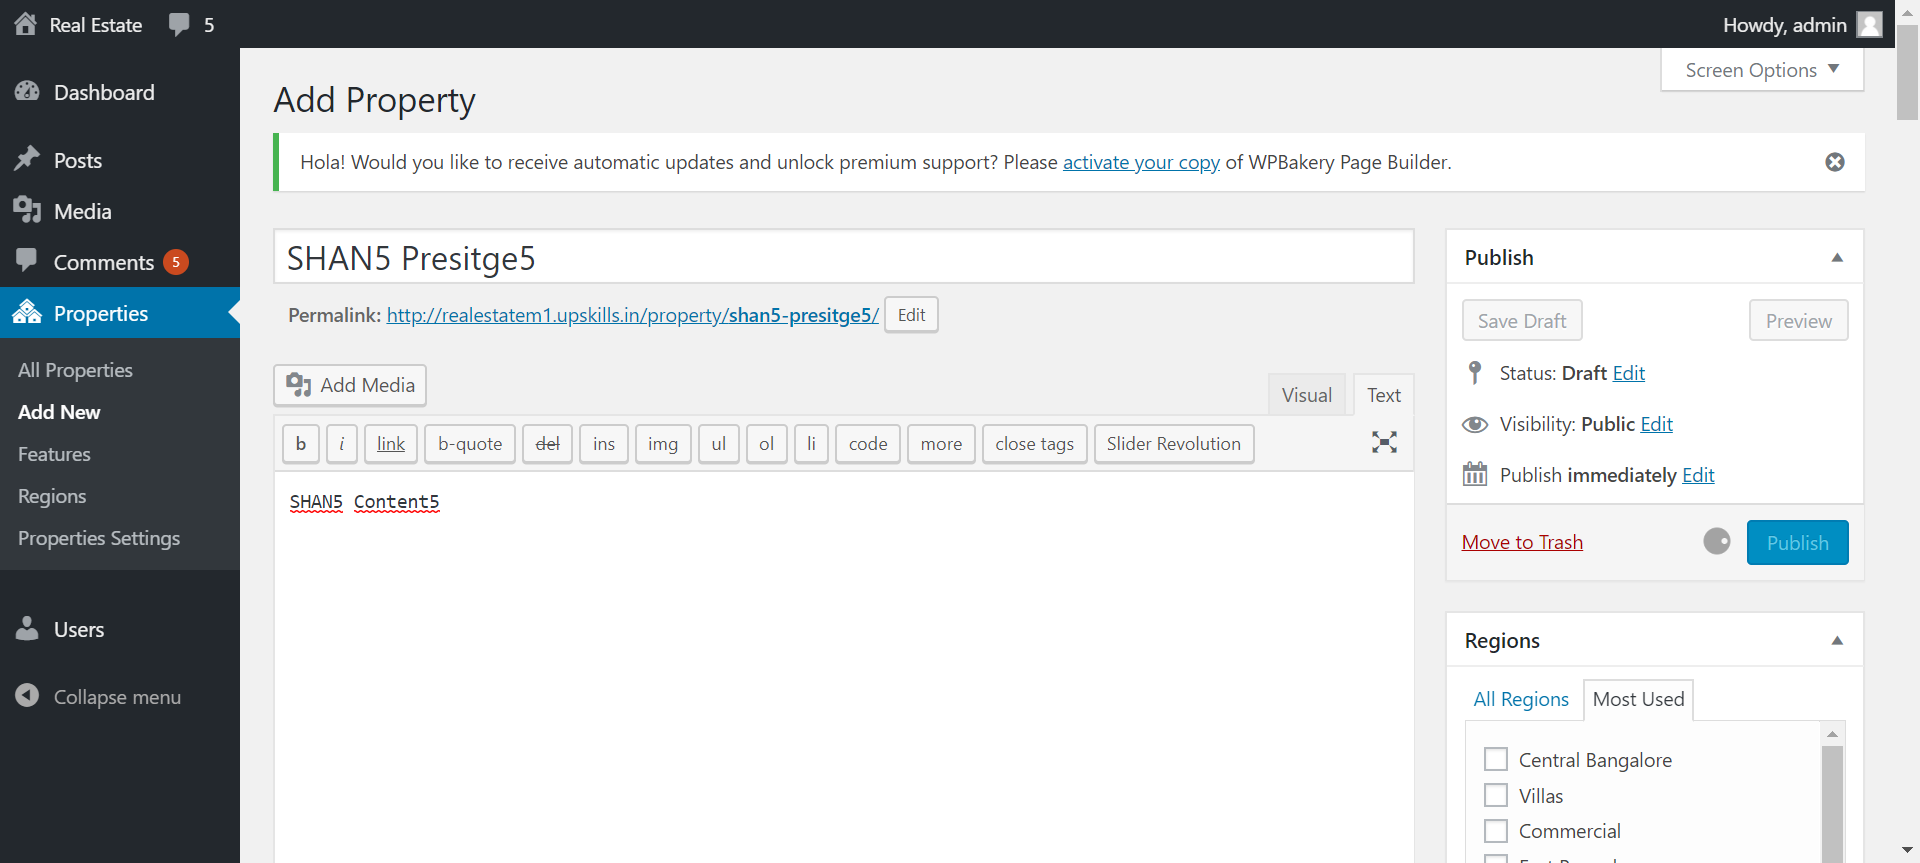 Real Estate 5 Howdy, admin
Screen Options
Dashboard
Posts
Media
Comments 5
Properties
All Properties
Add New
Features
Regions
Properties Settings
Users
Collapse menu
Add Property
Hola! Would you like to receive automatic updates and unlock premium support? Please activate your copy of WPBakery Page Builder.
SHAN5 Presitge5
Permalink: http://realestatem1.upskills.in/property/shan5-presitge5/ Edit
Add Media
Visual Text
b i link b-quote del ins img ul ol li code more close tags Slider Revolution
SHAN5 Content5
Publish
Save Draft Preview
Status: Draft Edit
Visibility: Public Edit
Publish immediately Edit
Move to Trash Publish
Regions
All Regions Most Used
Central Bangalore
Villas
Commercial